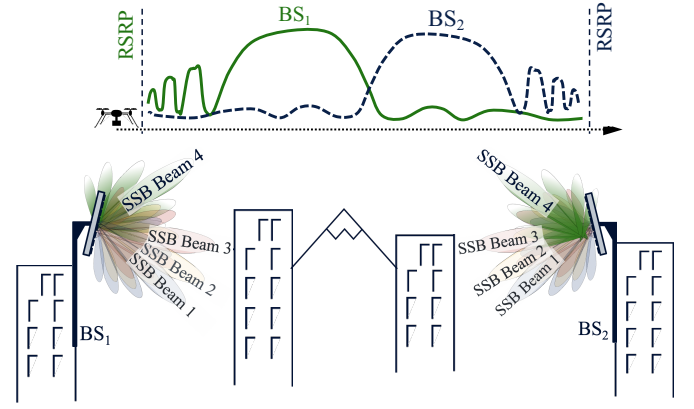 RSRP
BS1
BS2
RSRP
SSB Beam 4
SSB Beam 3
SSB Beam 2
SSB Beam 1
BS1
SSB Beam 4
SSB Beam 3
SSB Beam 2
SSB Beam 1
BS2